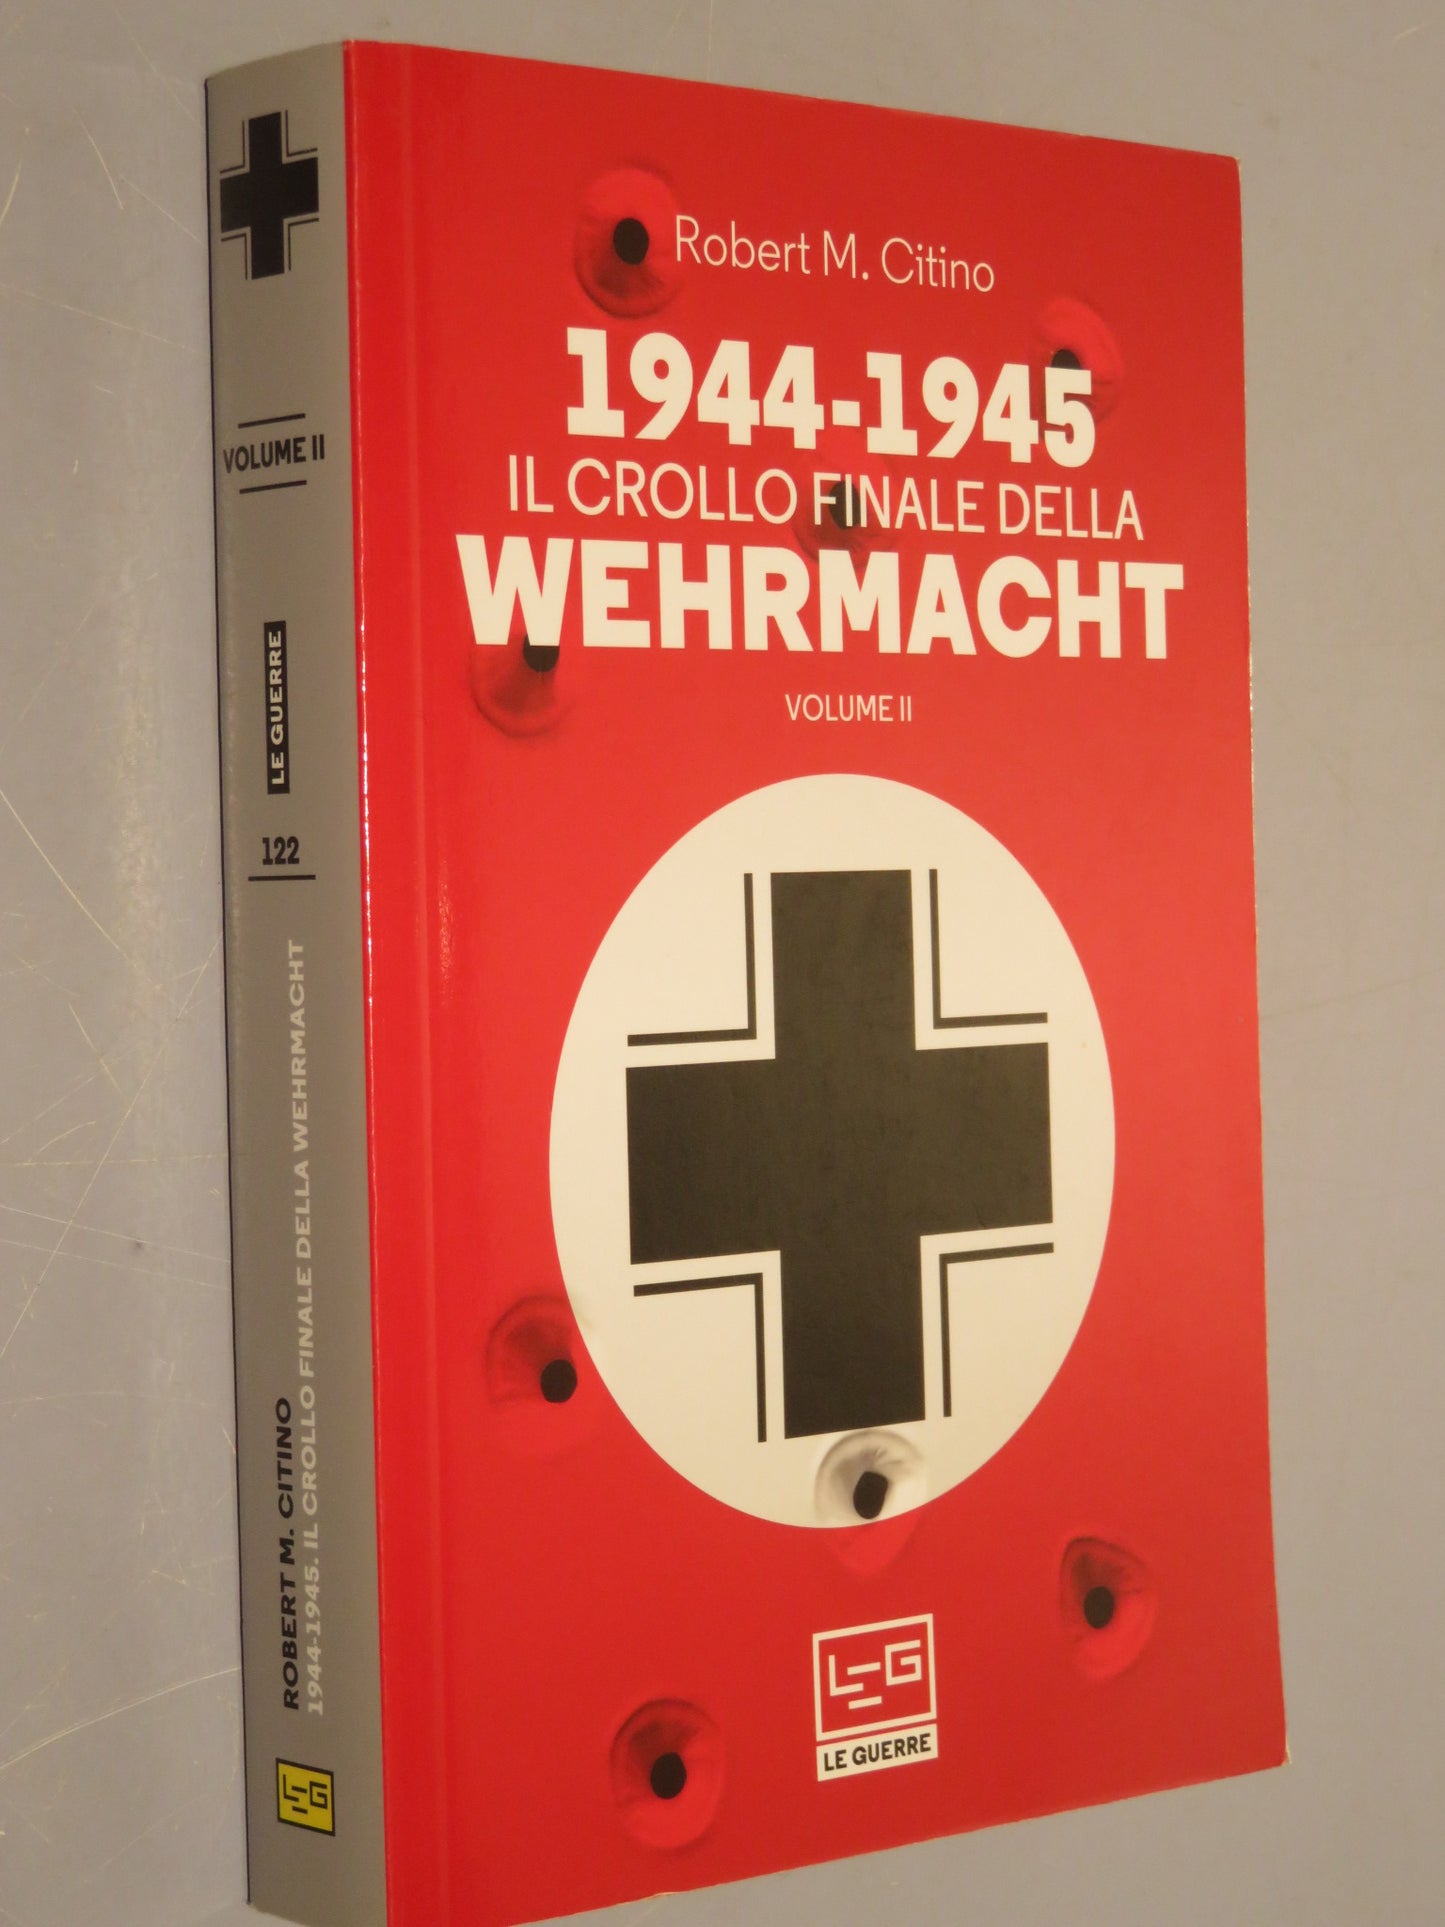 Robert M. Citino
1944-1945
IL CROLLO FINALE DELLA
WEHRMACHT
VOLUME II
LEG
LE GUERRE
VOLUME II
LE GUERRE
122
ROBERT M. CITINO
1944-1945. IL CROLLO FINALE DELLA WEHRMACHT
LEG